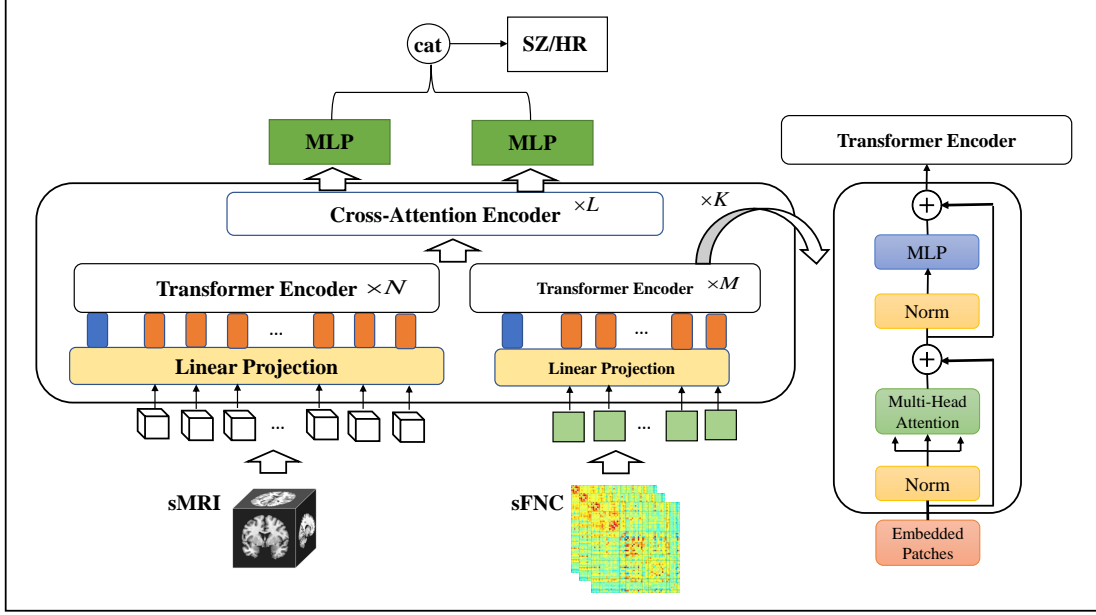 cat
SZ/HR
MLP
MLP
Cross-Attention Encoder ×L
×K
Transformer Encoder ×N
Transformer Encoder ×M
...
...
Linear Projection
Linear Projection
...
...
sMRI
sFNC
Transformer Encoder
+
MLP
Norm
+
Multi-Head
Attention
Norm
Embedded
Patches